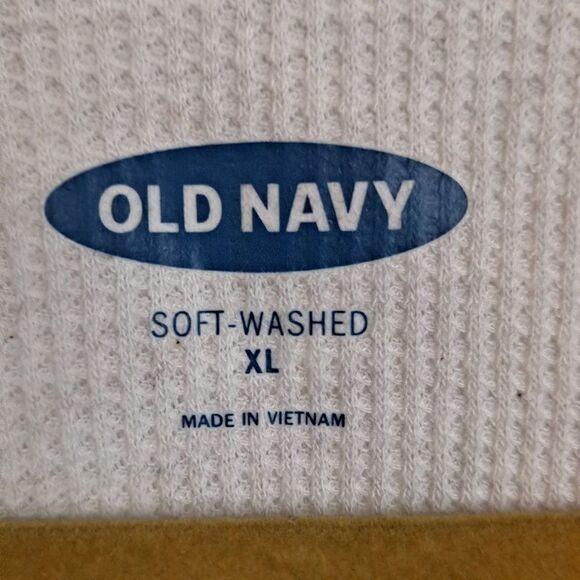 OLD NAVY
SOFT-WASHED
XL
MADE IN VIETNAM